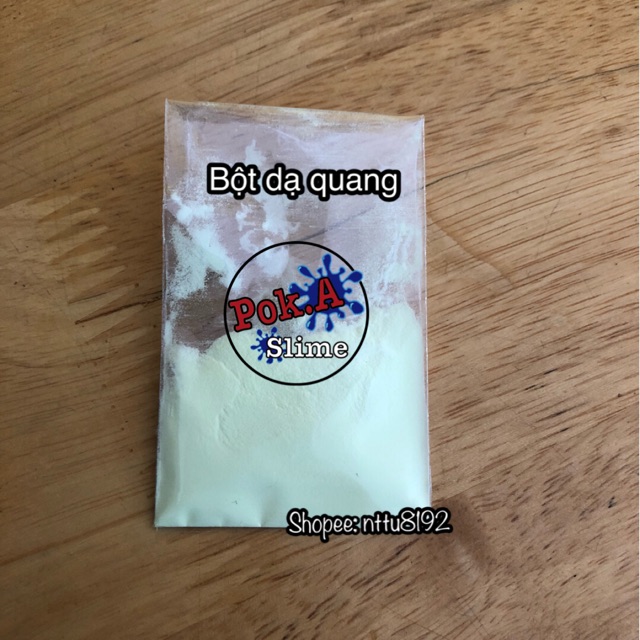 Bột dạ quang
Pok.A
Slime
Shopee: nttu8192